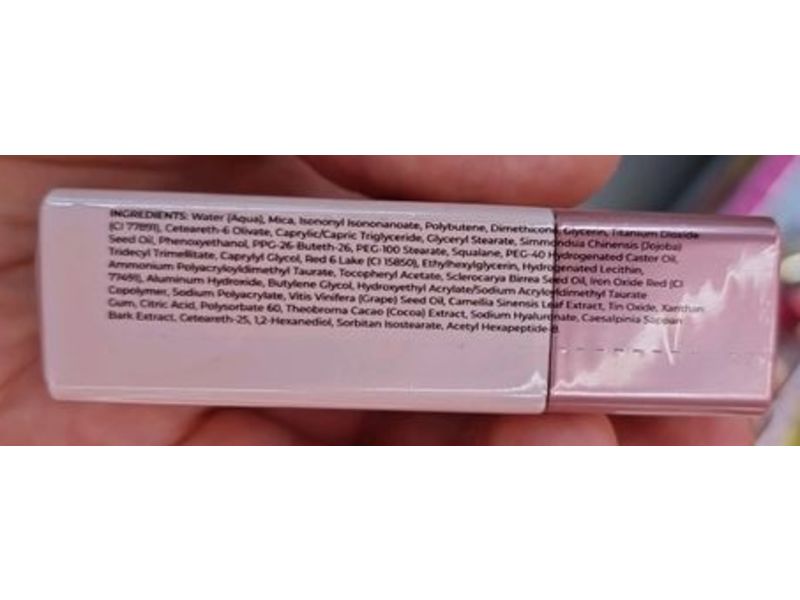 INGREDIENTS: Water (Aqua), Mica, Isononyl Isononanoate, Polybutene, Dimethicone, Glycerin, Titanium Dioxide
(CI 77891), Ceteareth-6 Olivate, Caprylic/Capric Triglyceride, Glyceryl Stearate, Simmondsia Chinensis (Jojoba)
Seed Oil, Phenoxyethanol, PPG-26-Buteth-26, PEG-100 Stearate, Squalane, PEG-40 Hydrogenated Castor Oil,
Tridecyl Trimellitate, Caprylyl Glycol, Red 6 Lake (CI 15850), Ethylhexylglycerin, Hydrogenated Lecithin,
Ammonium Polyacryloyldimethyl Taurate, Tocopheryl Acetate, Sclerocarya Birrea Seed Oil, Iron Oxide Red (CI
77491), Aluminum Hydroxide, Butylene Glycol, Hydroxyethyl Acrylate/Sodium Acryloyldimethyl Taurate
Copolymer, Sodium Polyacrylate, Vitis Vinifera (Grape) Seed Oil, Camellia Sinensis Leaf Extract, Tin Oxide, Xanthan
Gum, Citric Acid, Polysorbate 60, Theobroma Cacao (Cocoa) Extract, Sodium Hyaluronate, Caesalpinia Sappan
Bark Extract, Ceteareth-25, 1,2-Hexanediol, Sorbitan Isostearate, Acetyl Hexapeptide-8